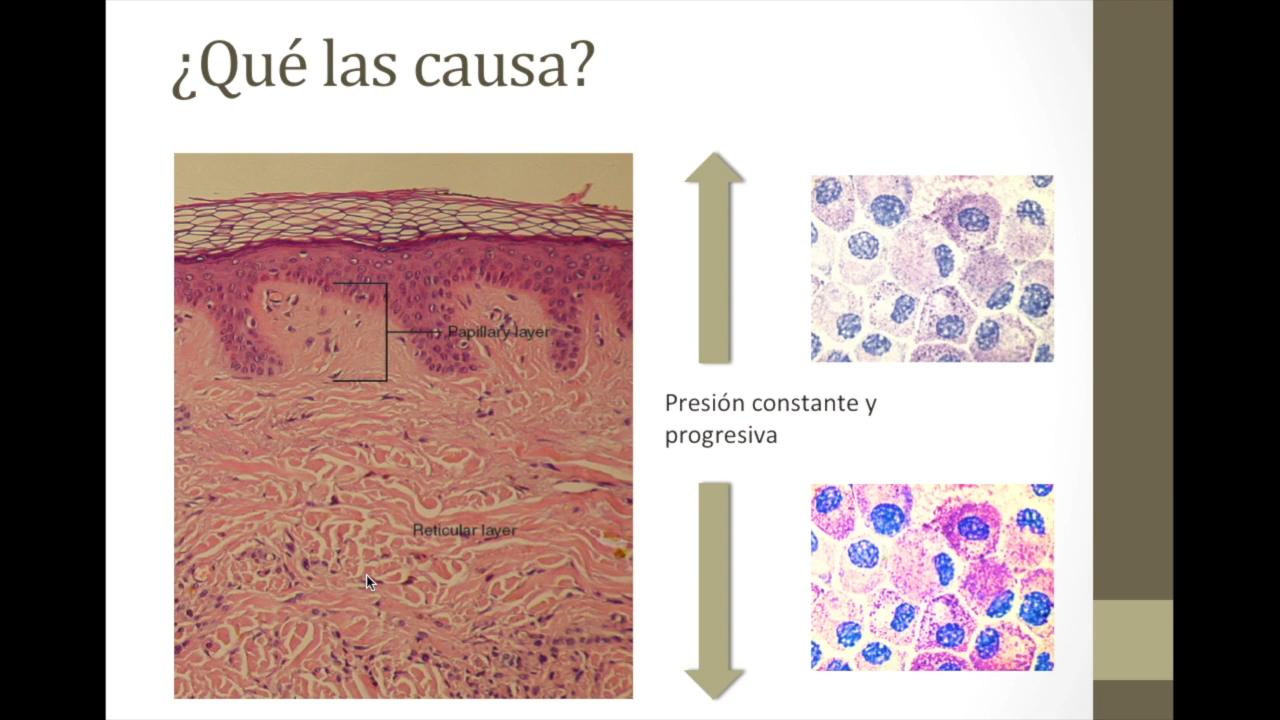 ¿Qué las causa?
Papillary layer
Presión constante y
progresiva
Reticular layer